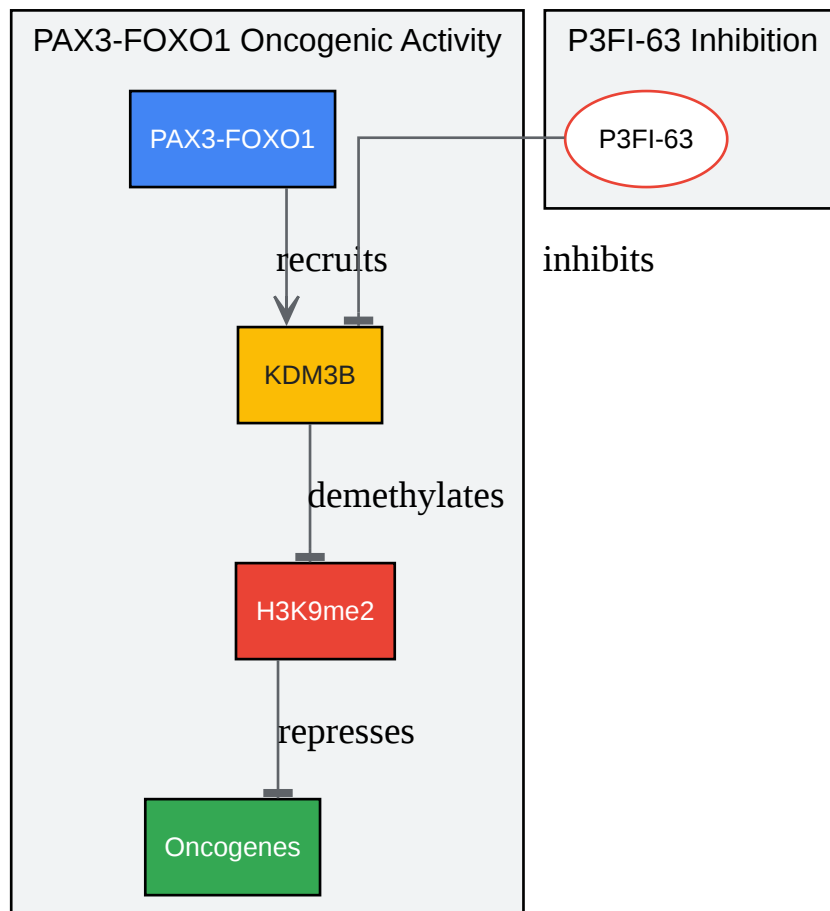 PAX3-FOXO1 Oncogenic Activity
P3FI-63 Inhibition
PAX3-FOXO1
P3FI-63
recruits
inhibits
KDM3B
demethylates
H3K9me2
represses
Oncogenes